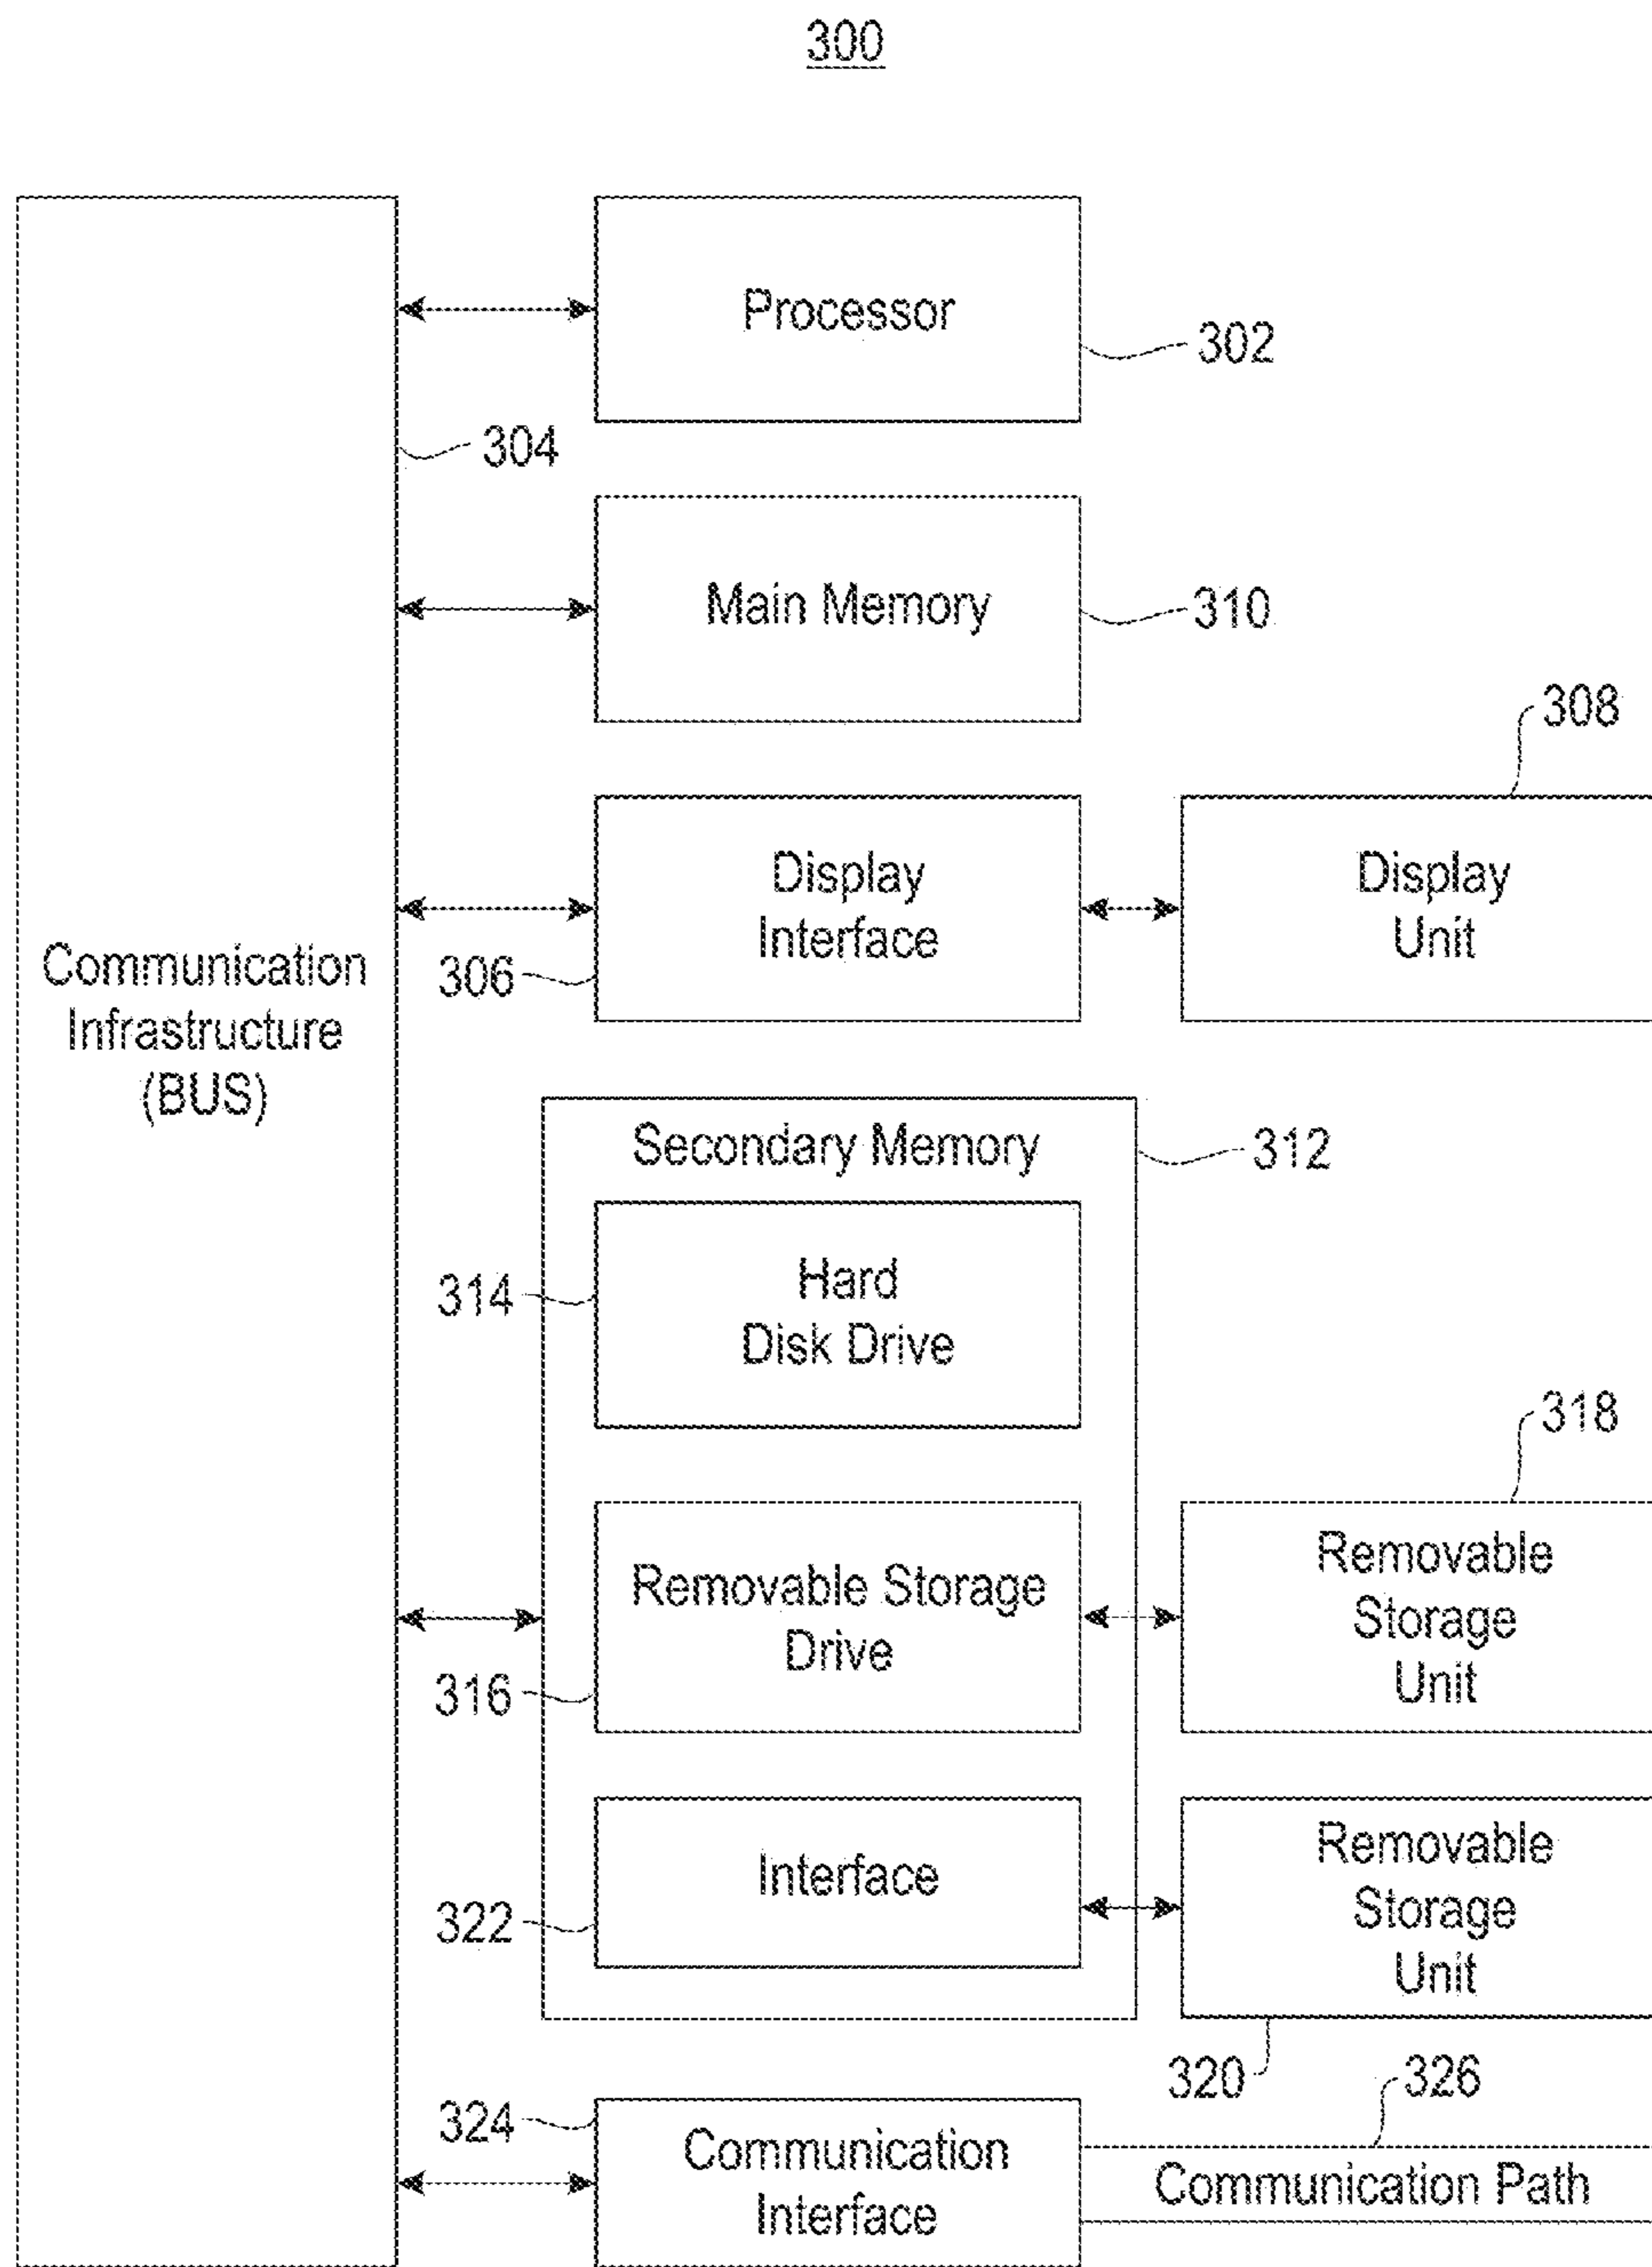 300
Processor
302
304
Main Memory
310
308
Display
Interface
306
Display
Unit
Communication
Infrastructure
(BUS)
Secondary Memory
312
Hard
Disk Drive
314
318
Removable Storage
Drive
316
Removable
Storage
Unit
Interface
322
Removable
Storage
Unit
320
326
324
Communication
Interface
Communication Path